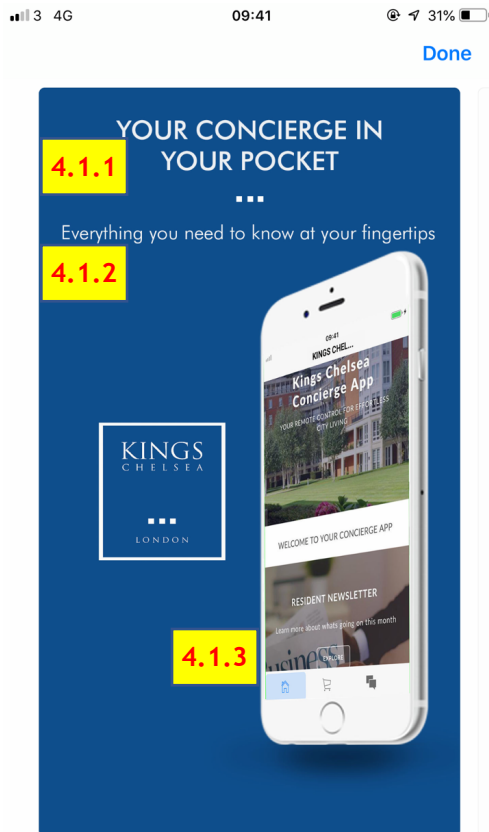 3 4G 09:41 31%
Done
YOUR CONCIERGE IN
YOUR POCKET
4.1.1
Everything you need to know at your fingertips
4.1.2
09:41
KINGS CHEL...
Kings Chelsea
Concierge App
YOUR REMOTE CONTROL FOR EFFORTLESS
CITY LIVING
KINGS
CHELSEA
LONDON
WELCOME TO YOUR CONCIERGE APP
RESIDENT NEWSLETTER
Learn more about whats going on this month
4.1.3
usiness
EXPLORE